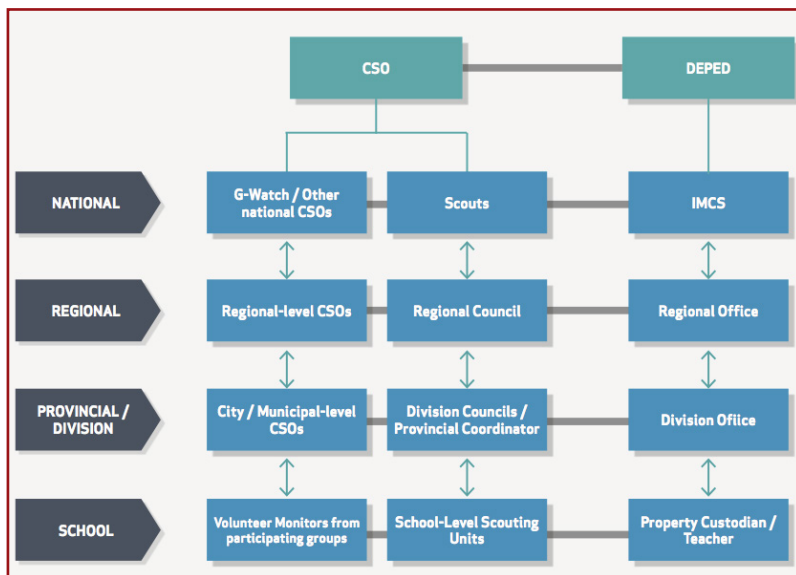 CSO
DEPED
NATIONAL
G-Watch / Other
national CSOs
Scouts
IMCS
REGIONAL
Regional-level CSOs
Regional Council
Regional Office
PROVINCIAL /
DIVISION
City / Municipal-level
CSOs
Division Councils /
Provincial Coordinator
Division Ofiice
SCHOOL
Volunteer Monitors from
participating groups
School-Level Scouting
Units
Property Custodian /
Teacher